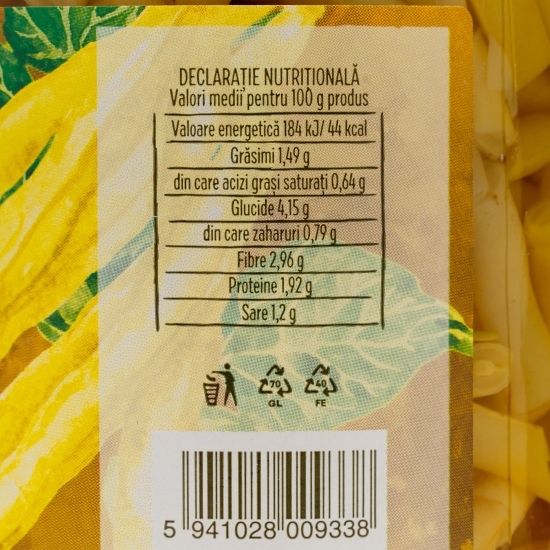 DECLARAȚIE NUTRIȚIONALĂ
Valori medii pentru 100 g produs
Valoare energetică 184 kJ/ 44 kcal
Grăsimi 1,49 g
din care acizi grași saturați 0,64 g
Glucide 4,15 g
din care zaharuri 0,79 g
Fibre 2,96 g
Proteine 1,92 g
Sare 1,2 g
70 40
GL FE
5 941028 009338